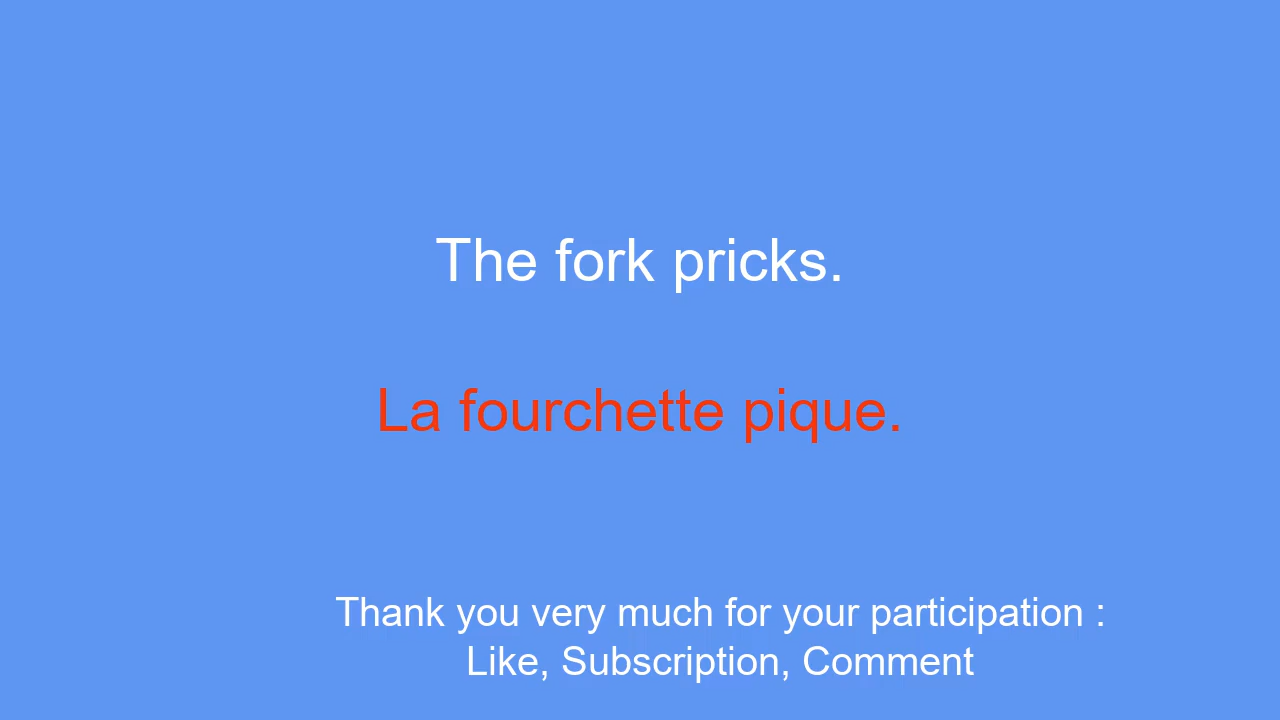 The fork pricks.
La fourchette pique.
Thank you very much for your participation :
Like, Subscription, Comment